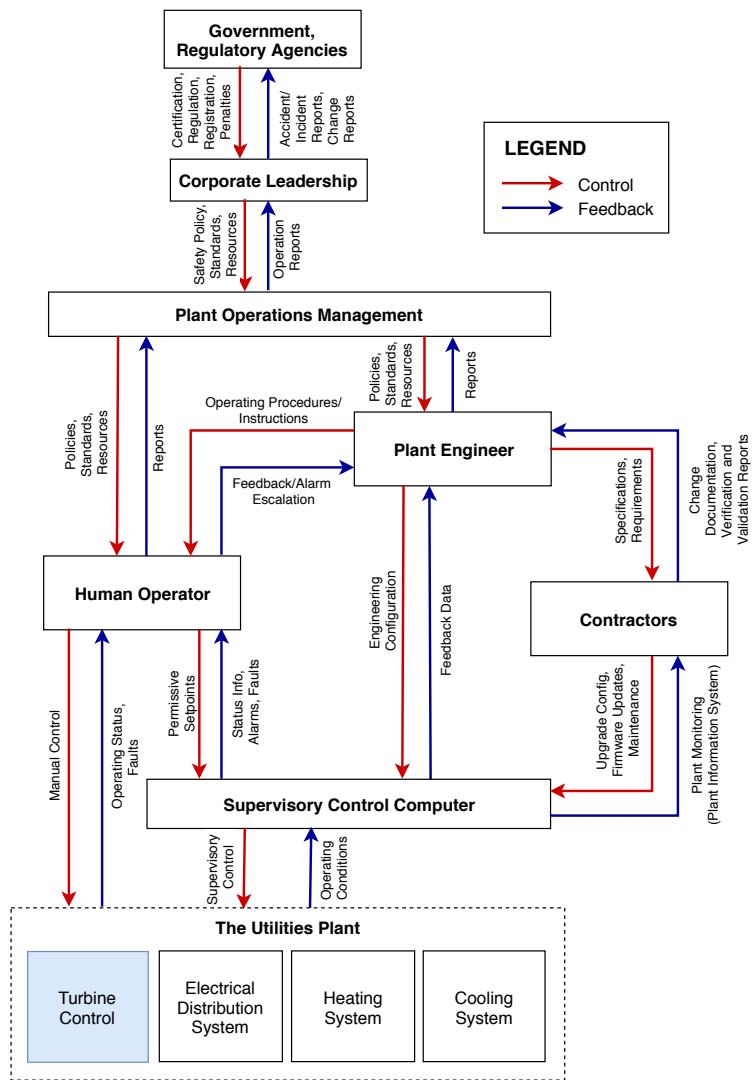 Government,
Regulatory Agencies
Certification,
Regulation,
Registration,
Penalties
Accident/
Incident
Reports,
Change
Reports
LEGEND
Control
Feedback
Corporate Leadership
Safety Policy,
Standards,
Resources
Operation
Reports
Plant Operations Management
Policies,
Standards,
Resources
Reports
Policies,
Standards,
Resources
Reports
Operating Procedures/
Instructions
Plant Engineer
Feedback/Alarm
Escalation
Specifications,
Requirements
Change
Documentation,
Verification and
Validation Reports
Human Operator
Engineering
Configuration
Feedback Data
Contractors
Manual Control
Operating Status,
Faults
Permissive
Setpoints
Status Info,
Alarms, Faults
Upgrade Config,
Firmware Updates,
Maintenance
Plant Monitoring
(Plant Information System)
Supervisory Control Computer
Supervisory
Control
Operating
Conditions
The Utilities Plant
Turbine
Control
Electrical
Distribution
System
Heating
System
Cooling
System